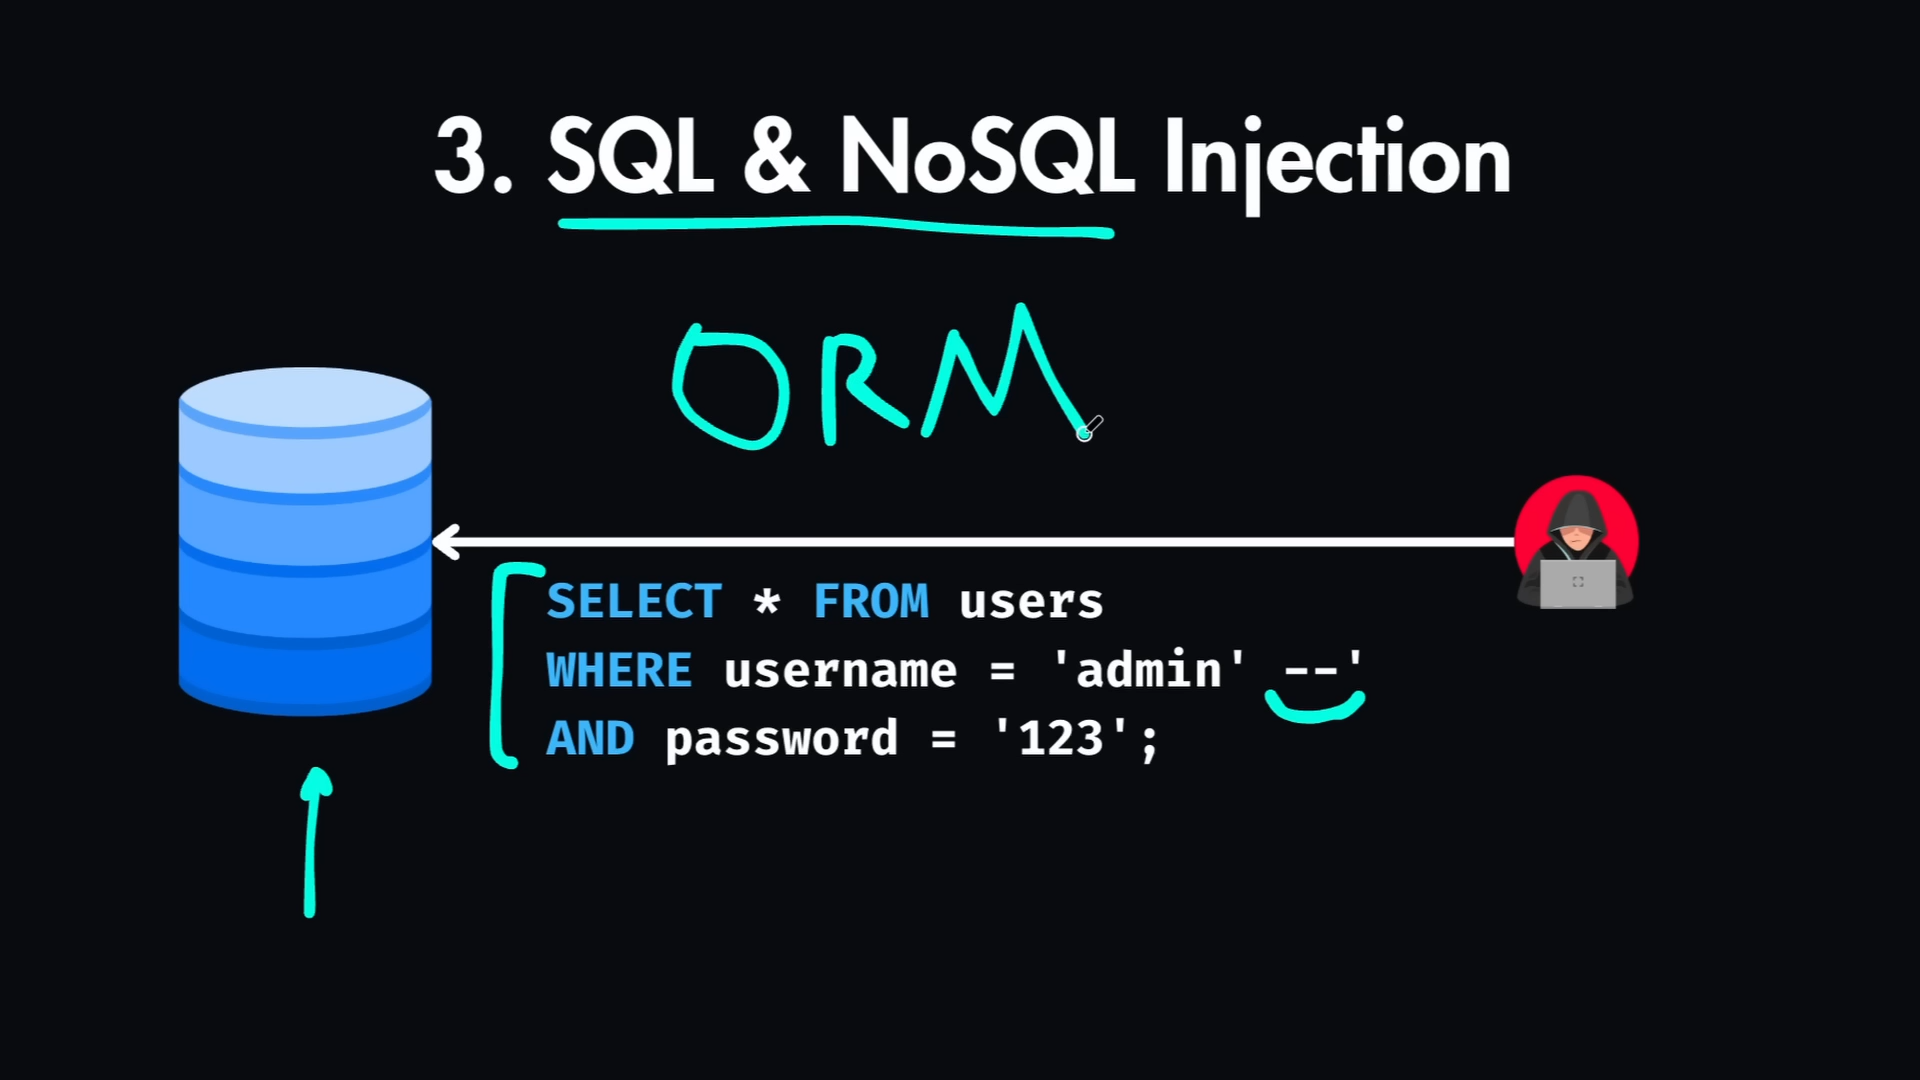 3. SQL & NoSQL Injection
ORM
SELECT * FROM users
WHERE username = 'admin' --'
AND password = '123';